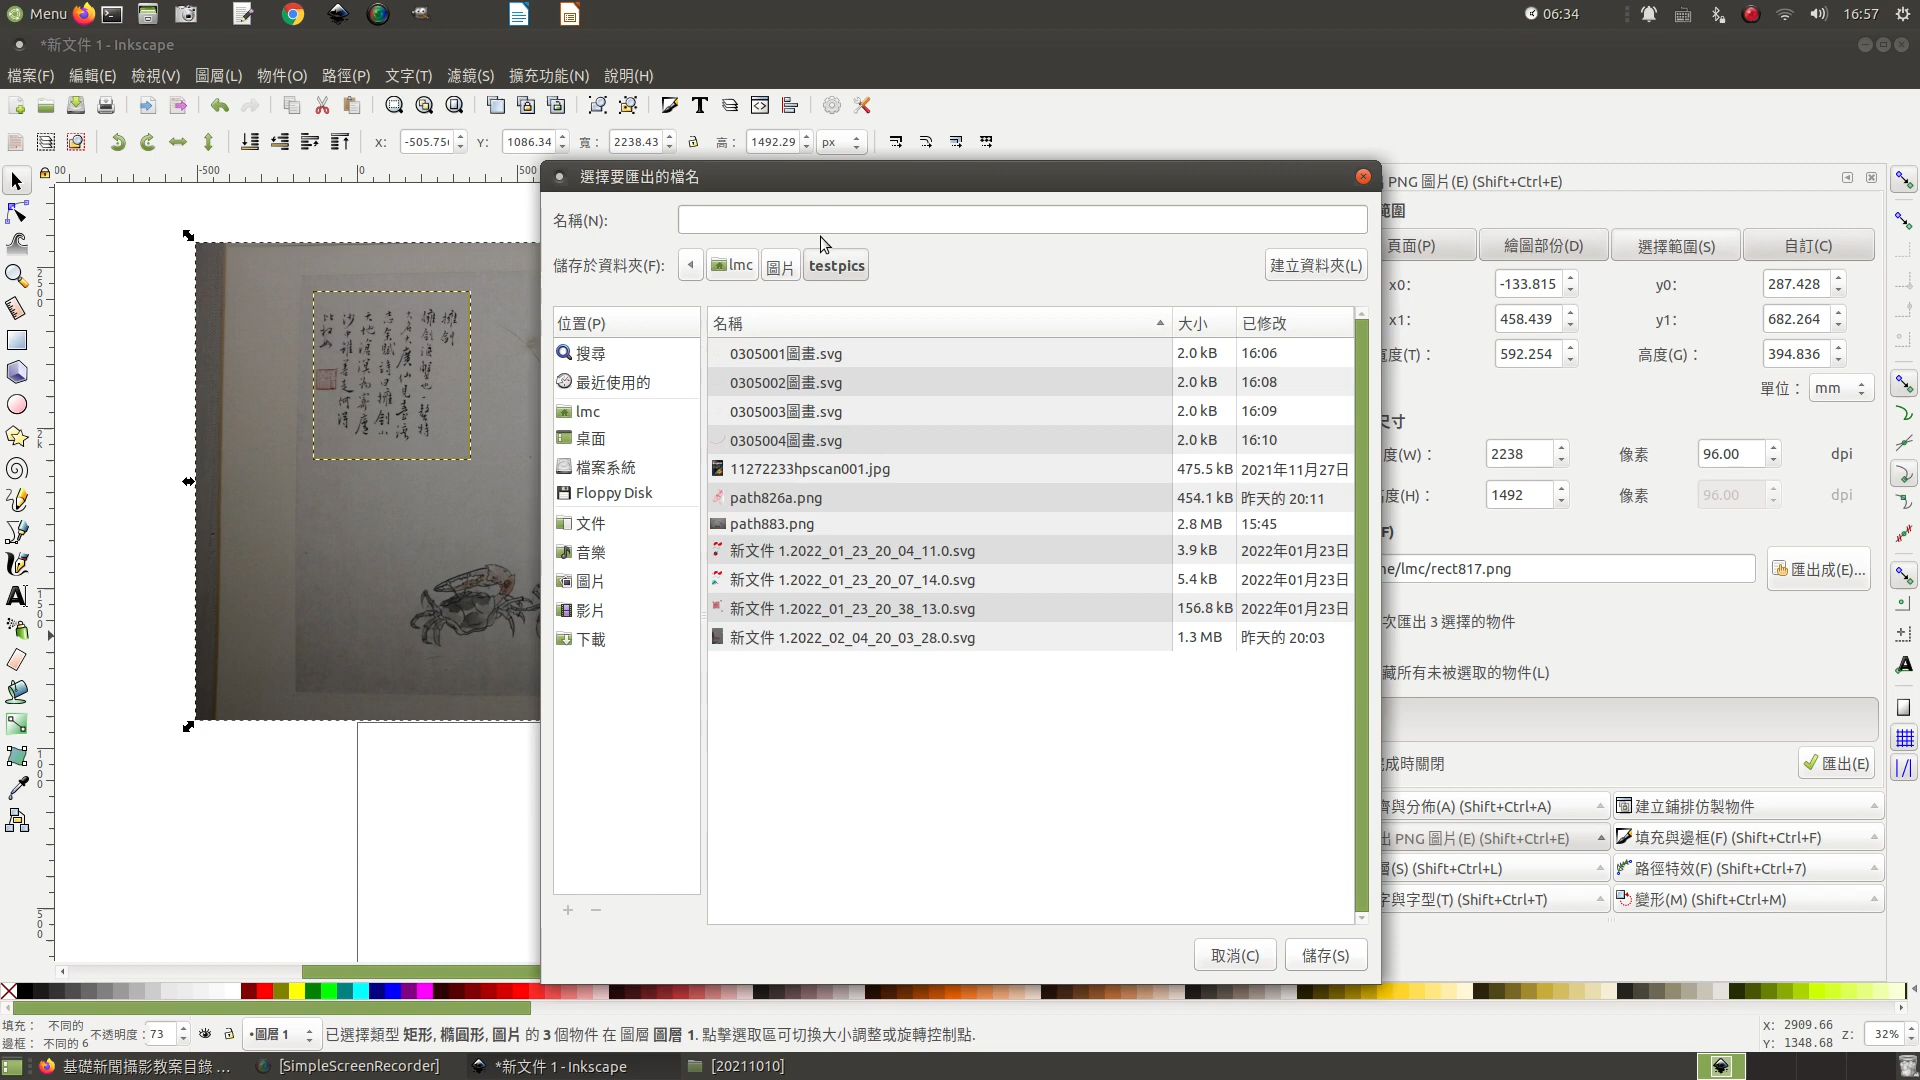 Menu
06:34
16:57
*新文件 1 - Inkscape
檔案(F) 編輯(E) 檢視(V) 圖層(L) 物件(O) 路徑(P) 文字(T) 濾鏡(S) 擴充功能(N) 說明(H)
X: -505.75( Y: 1086.34 寬： 2238.43 高： 1492.29 px
00 -500 0 500
選擇要匯出的檔名
PNG 圖片(E) (Shift+Ctrl+E)
範圍
名稱(N):
頁面(P) 繪圖部份(D) 選擇範圍(S) 自訂(C)
儲存於資料夾(F): lmc 圖片 testpics 建立資料夾(L)
x0: -133.815 y0: 287.428
x1: 458.439 y1: 682.264
寬度(T)： 592.254 高度(G)： 394.836
單位： mm
尺寸
度(W)： 2238 像素 96.00 dpi
高度(H)： 1492 像素 96.00 dpi
F)
ne/lmc/rect817.png 匯出成(E)...
次匯出 3 選擇的物件
藏所有未被選取的物件(L)
完成時關閉
匯出(E)
位置(P)
搜尋
最近使用的
lmc
桌面
檔案系統
Floppy Disk
文件
音樂
圖片
影片
下載
名稱 大小 已修改
0305001圖畫.svg 2.0 kB 16:06
0305002圖畫.svg 2.0 kB 16:08
0305003圖畫.svg 2.0 kB 16:09
0305004圖畫.svg 2.0 kB 16:10
11272233hpscan001.jpg 475.5 kB 2021年11月27日
path826a.png 454.1 kB 昨天的 20:11
path883.png 2.8 MB 15:45
新文件 1.2022_01_23_20_04_11.0.svg 3.9 kB 2022年01月23日
新文件 1.2022_01_23_20_07_14.0.svg 5.4 kB 2022年01月23日
新文件 1.2022_01_23_20_38_13.0.svg 156.8 kB 2022年01月23日
新文件 1.2022_02_04_20_03_28.0.svg 1.3 MB 昨天的 20:03
取消(C) 儲存(S)
齊與分佈(A) (Shift+Ctrl+A) 建立鋪排仿製物件
出 PNG 圖片(E) (Shift+Ctrl+E) 填充與邊框(F) (Shift+Ctrl+F)
層(S) (Shift+Ctrl+L) 路徑特效(F) (Shift+Ctrl+7)
字與字型(T) (Shift+Ctrl+T) 變形(M) (Shift+Ctrl+M)
填充： 不同的
邊框： 不同的 6
不透明度： 73
•圖層 1
已選擇類型 矩形, 橢圓形, 圖片 的 3 個物件 在 圖層 圖層 1. 點擊選取區可切換大小調整或旋轉控制點.
X: 2909.66
Y: 1348.68
Z: 32%
基礎新聞攝影教案目錄 ...
[SimpleScreenRecorder]
*新文件 1 - Inkscape
[20211010]